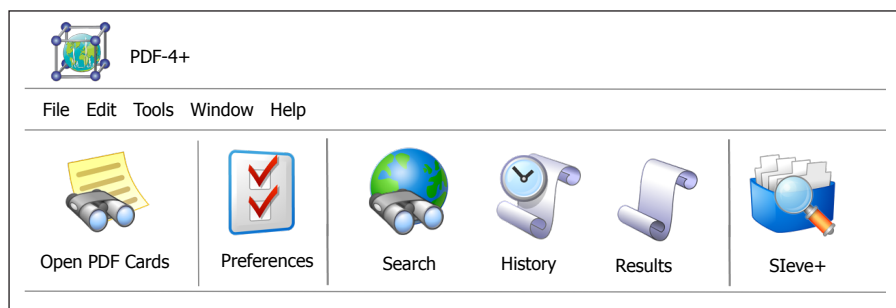 PDF-4+
File Edit Tools Window Help
Open PDF Cards Preferences Search History Results SIeve+